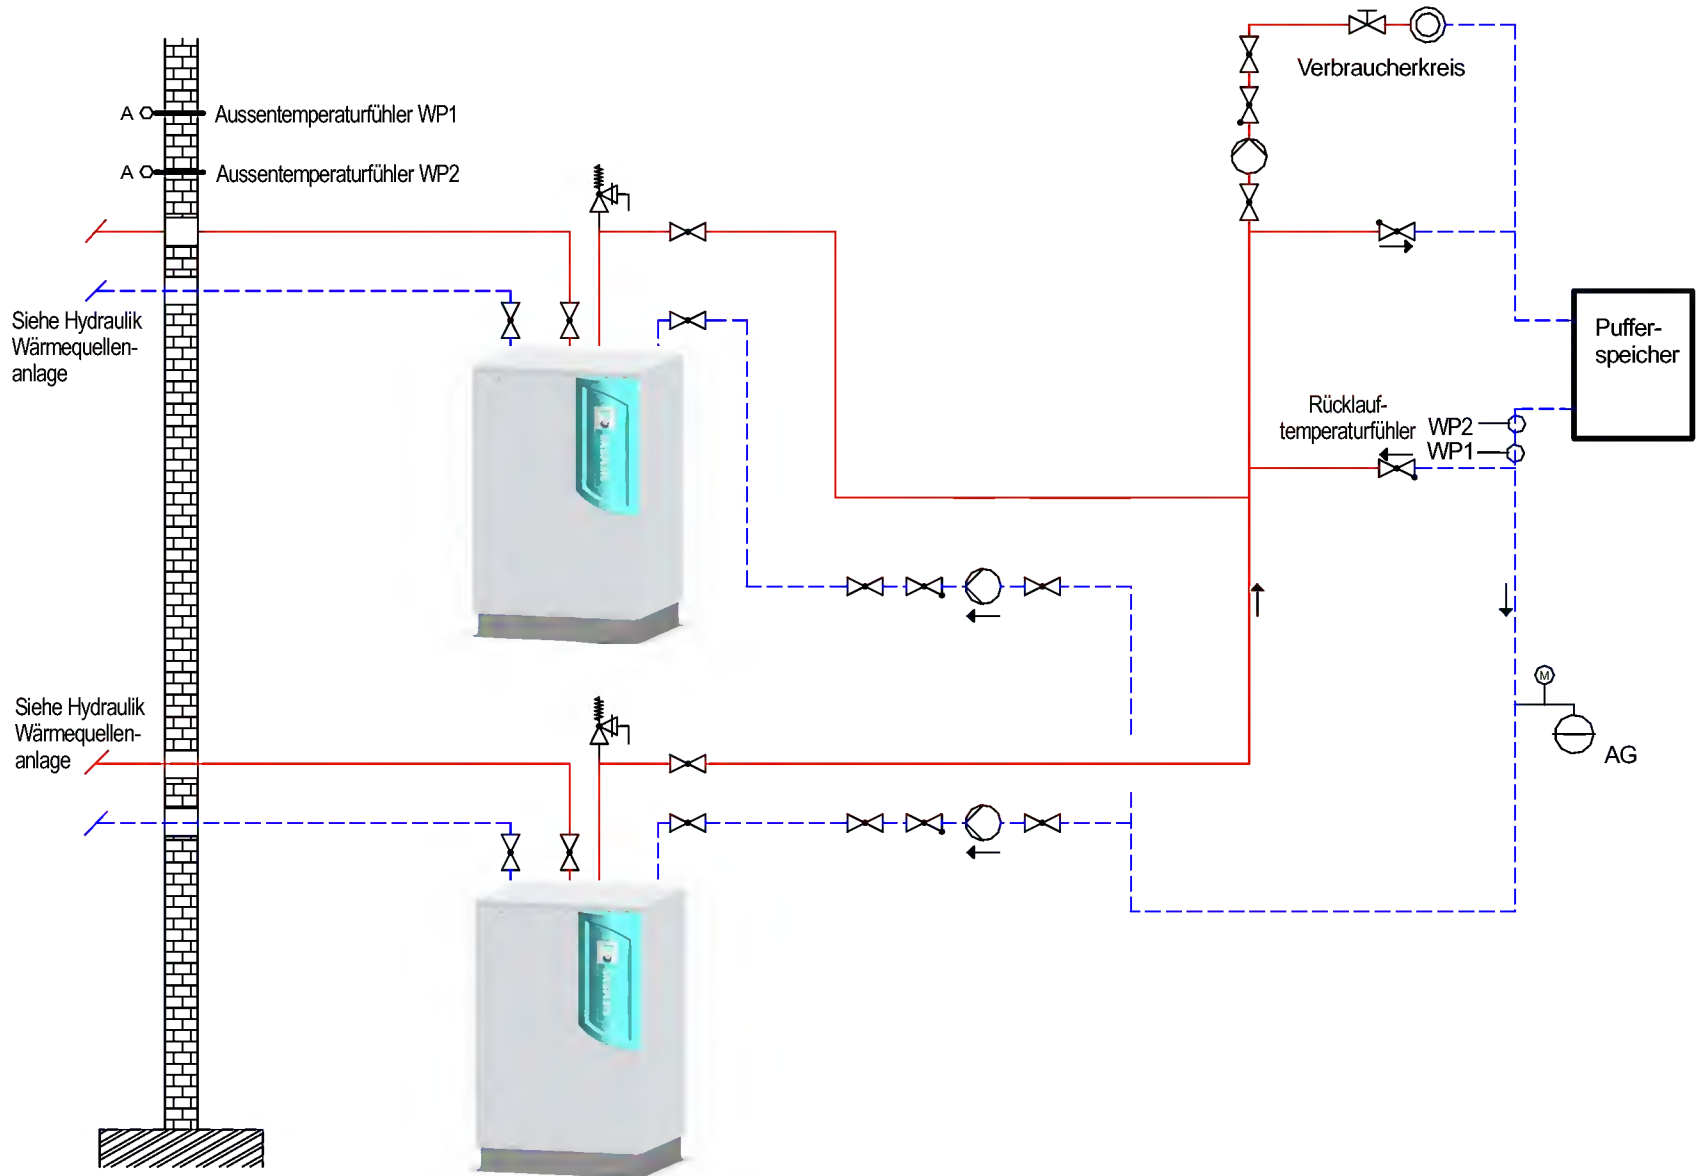 Verbraucherkreis
A
Aussentemperaturfühler WP1
A
Aussentemperaturfühler WP2
Siehe Hydraulik
Wärmequellen-
anlage
Puffer-
speicher
Rücklauf-
temperaturfühler
WP2
WP1
M
AG
Siehe Hydraulik
Wärmequellen-
anlage